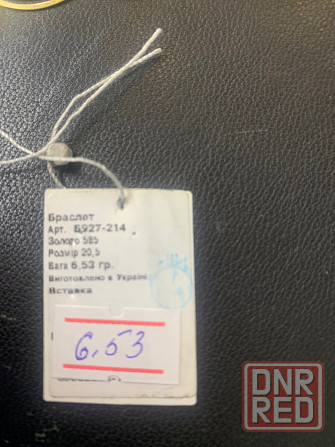 Браслет
Арт. Б927-214
Золото 585
Розмір 20,5
Вага 6,53 гр.
Виготовлено в Україні
Вставка
6.53
DNR
RED